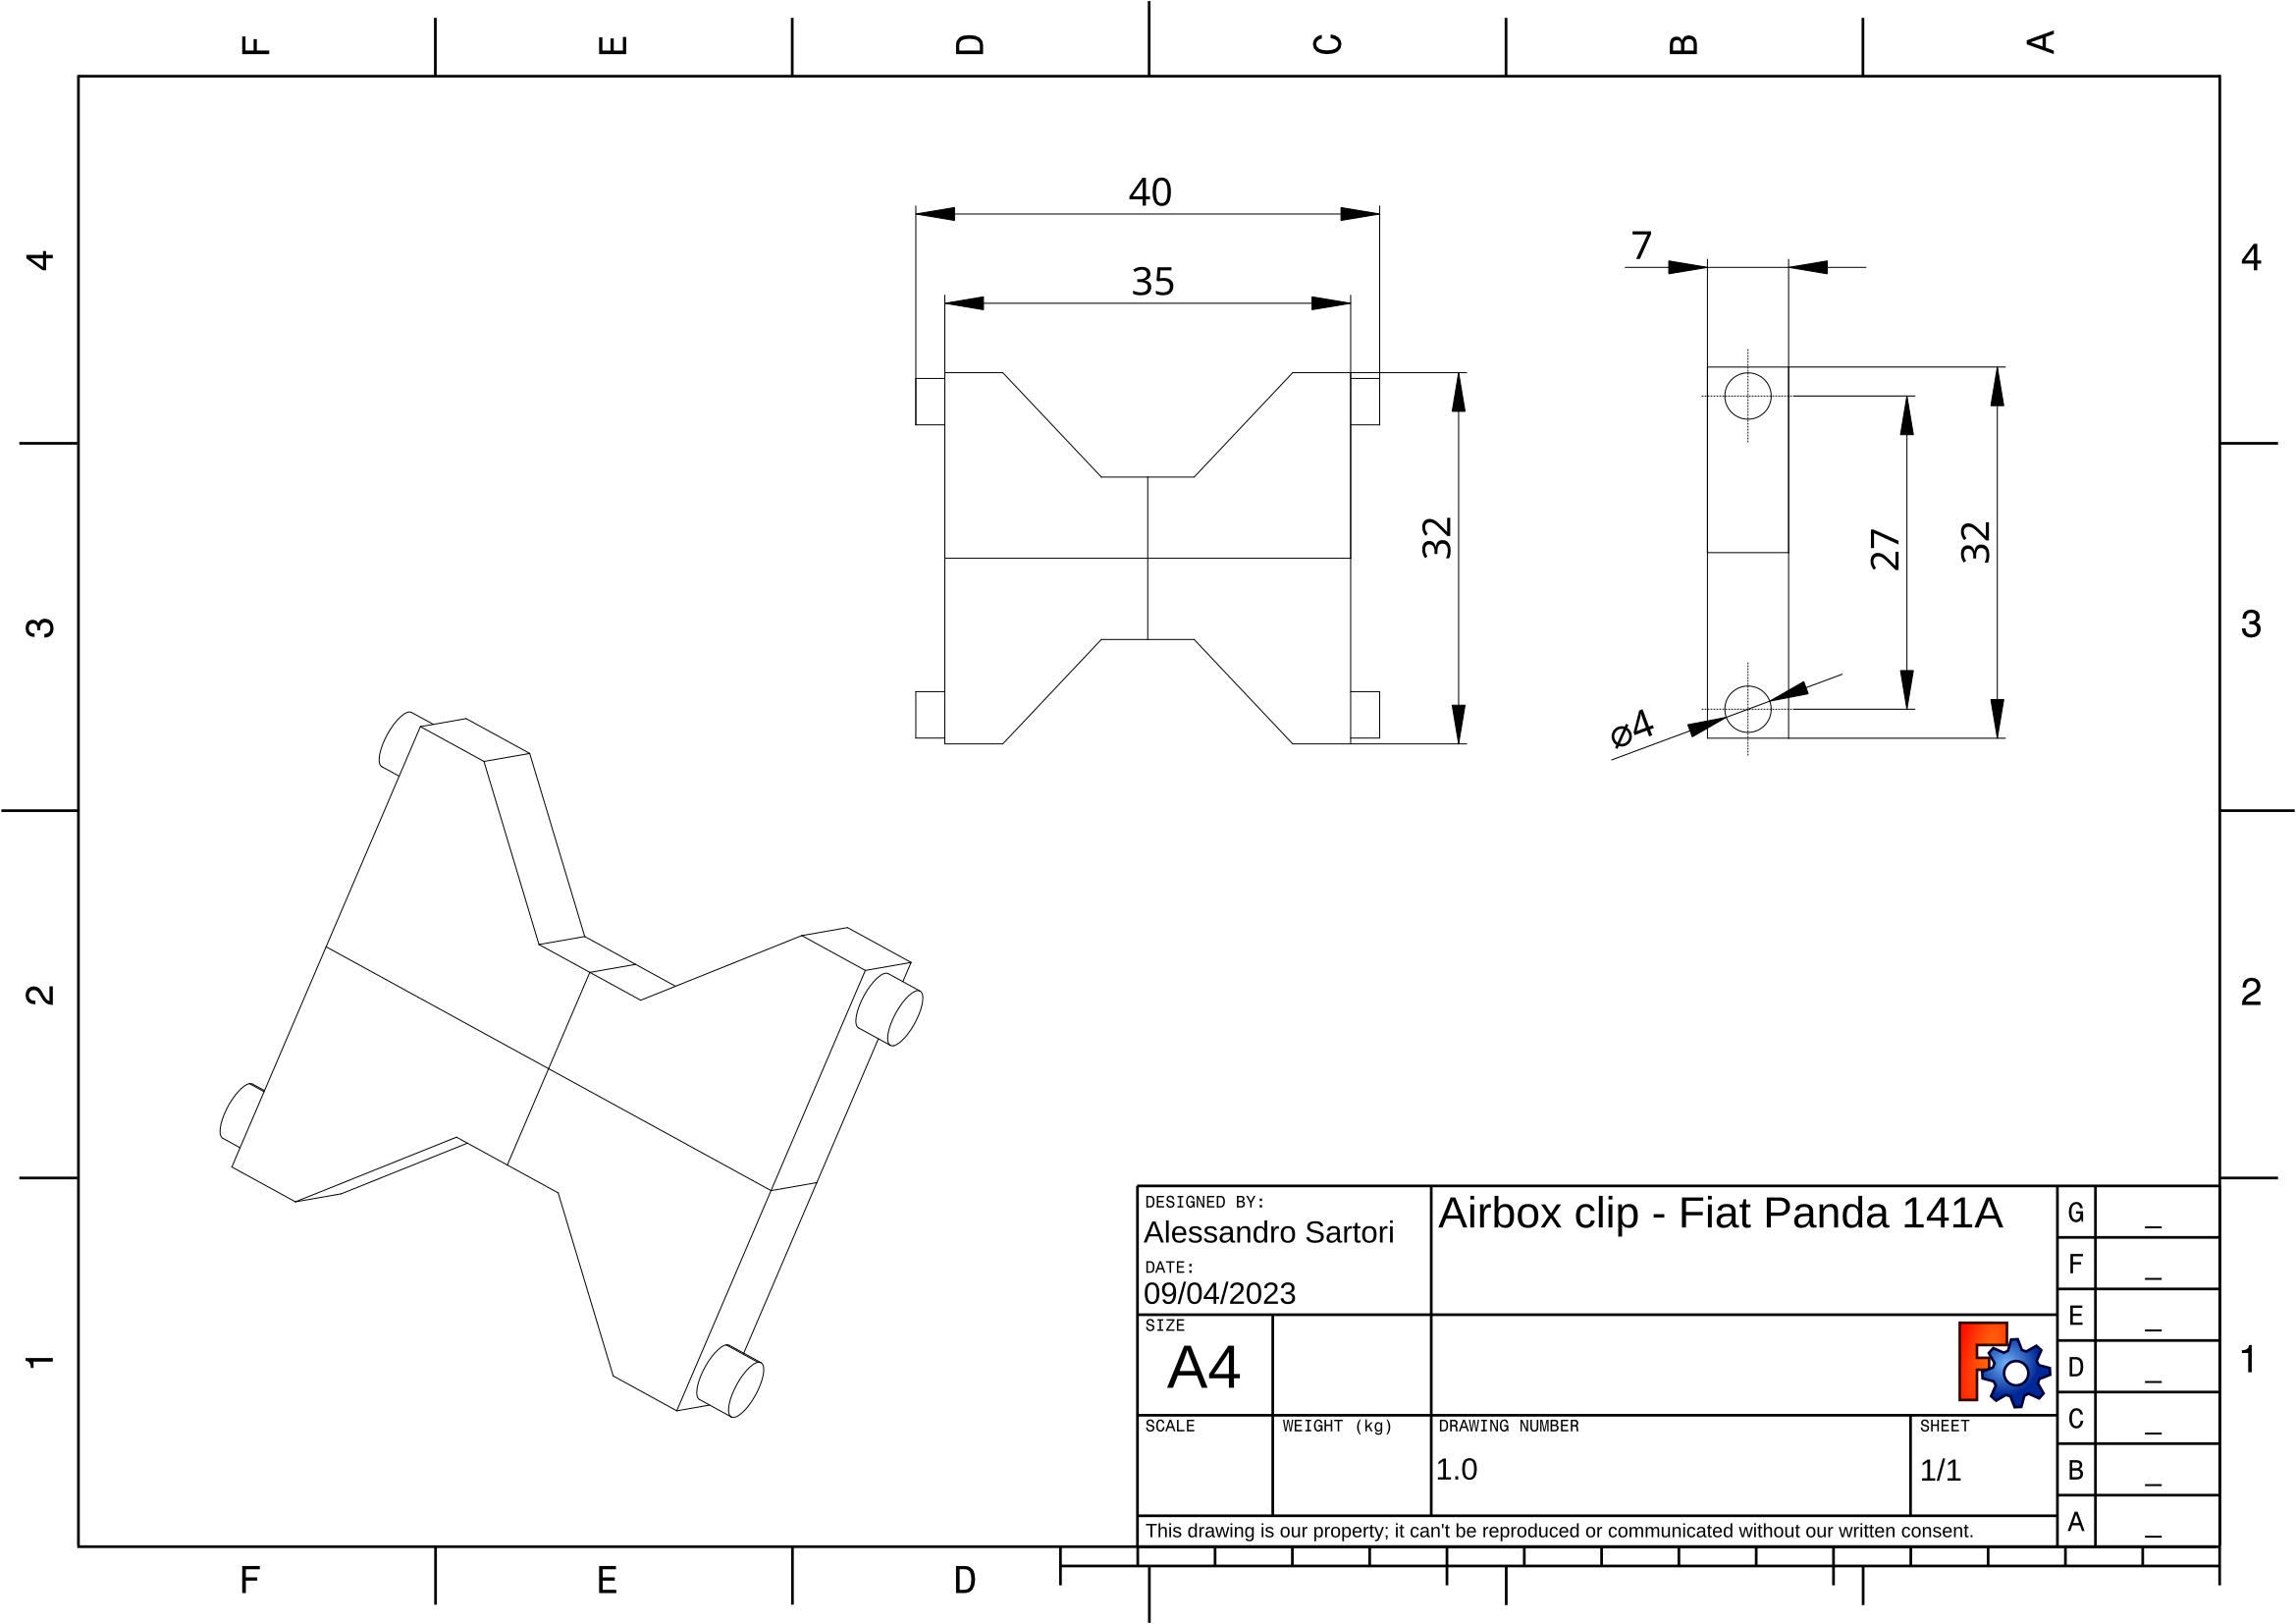 F E D C B A
40
35
7
4 4
32
27
32
⌀4
3 3
2 2
1 1
DESIGNED BY:
Alessandro Sartori
DATE:
09/04/2023
Airbox clip - Fiat Panda 141A
SIZE
A4
SCALE
WEIGHT (kg)
DRAWING NUMBER
1.0
SHEET
1/1
This drawing is our property; it can't be reproduced or communicated without our written consent.
G _
F _
E _
D _
C _
B _
A _
F E D